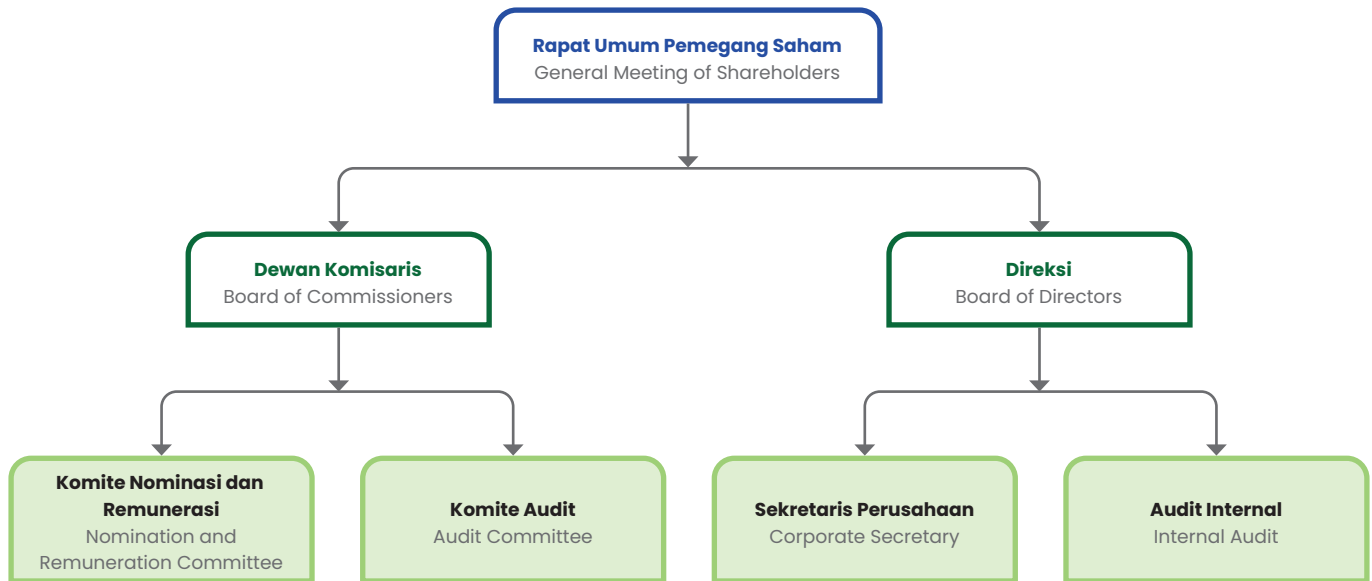 Rapat Umum Pemegang Saham
General Meeting of Shareholders
Dewan Komisaris
Board of Commissioners
Direksi
Board of Directors
Komite Nominasi dan
Remunerasi
Nomination and
Remuneration Committee
Komite Audit
Audit Committee
Sekretaris Perusahaan
Corporate Secretary
Audit Internal
Internal Audit